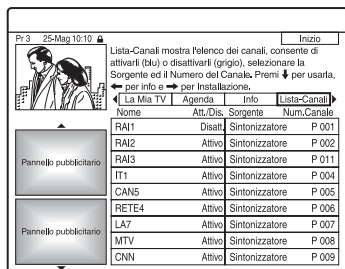 Pr 3 25-Mag 10:10
Inizio
Lista-Canali mostra l'elenco dei canali, consente di
attivarli (blu) o disattivarli (grigio), selezionare la
Sorgente ed il Numero del Canale. Premi ⬇ per usarla,
⬅ per info e ➡ per Installazione.
La Mia TV Agenda Info Lista-Canali
Nome Att./Dis. Sorgente Num.Canale
RAI1 Disatt. Sintonizzatore P 001
RAI2 Attivo Sintonizzatore P 002
RAI3 Attivo Sintonizzatore P 011
IT1 Attivo Sintonizzatore P 004
CAN5 Attivo Sintonizzatore P 005
RETE4 Attivo Sintonizzatore P 006
LA7 Attivo Sintonizzatore P 007
MTV Attivo Sintonizzatore P 008
CNN Attivo Sintonizzatore P 009
Pannello pubblicitario
Pannello pubblicitario